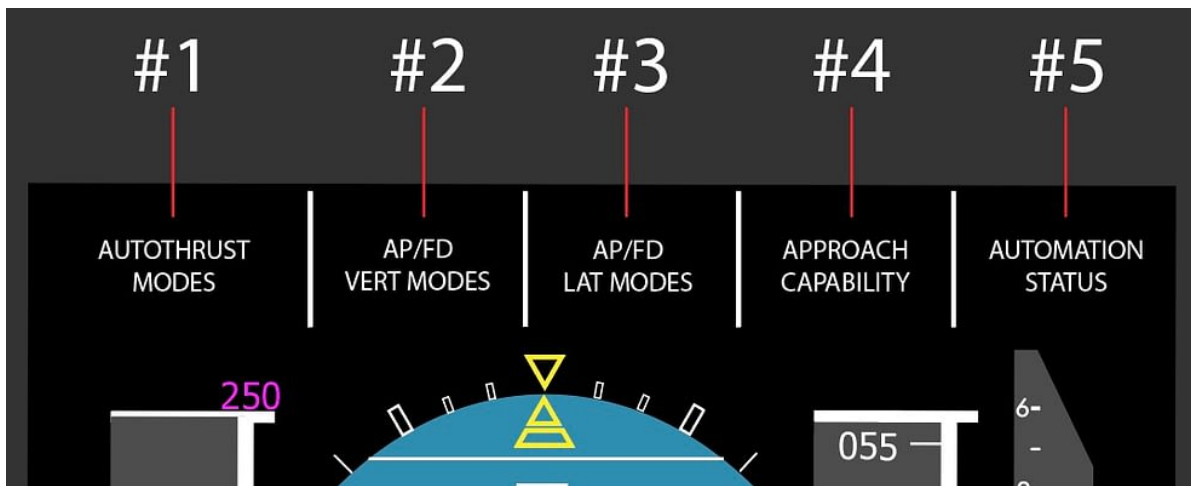 #1 #2 #3 #4 #5
AUTOTHRUST
MODES
AP/FD
VERT MODES
AP/FD
LAT MODES
APPROACH
CAPABILITY
AUTOMATION
STATUS
250
055
6